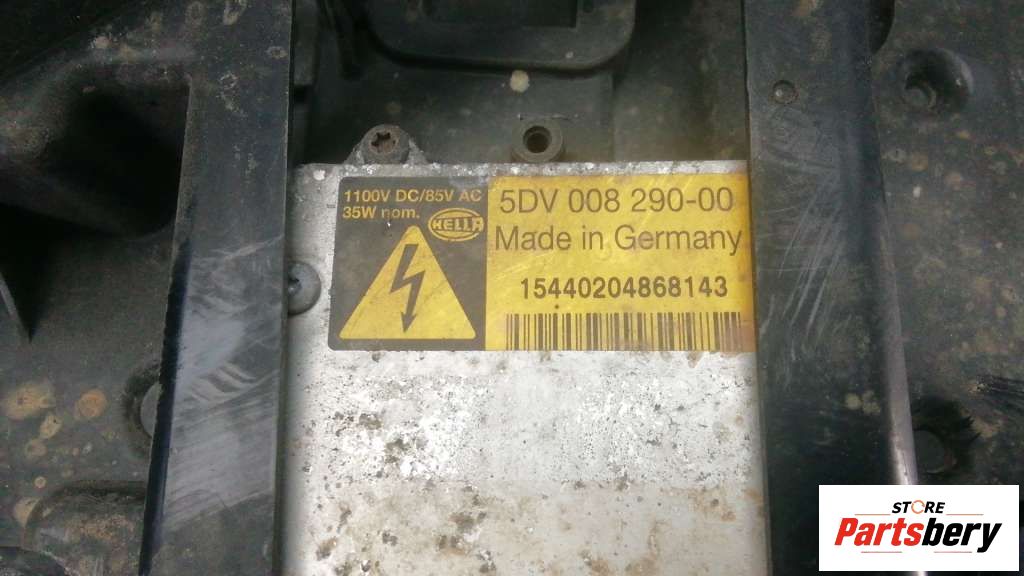 1100V DC/85V AC
35W nom.
HELLA
5DV 008 290-00
Made in Germany
15440204868143
STORE
Partsbery